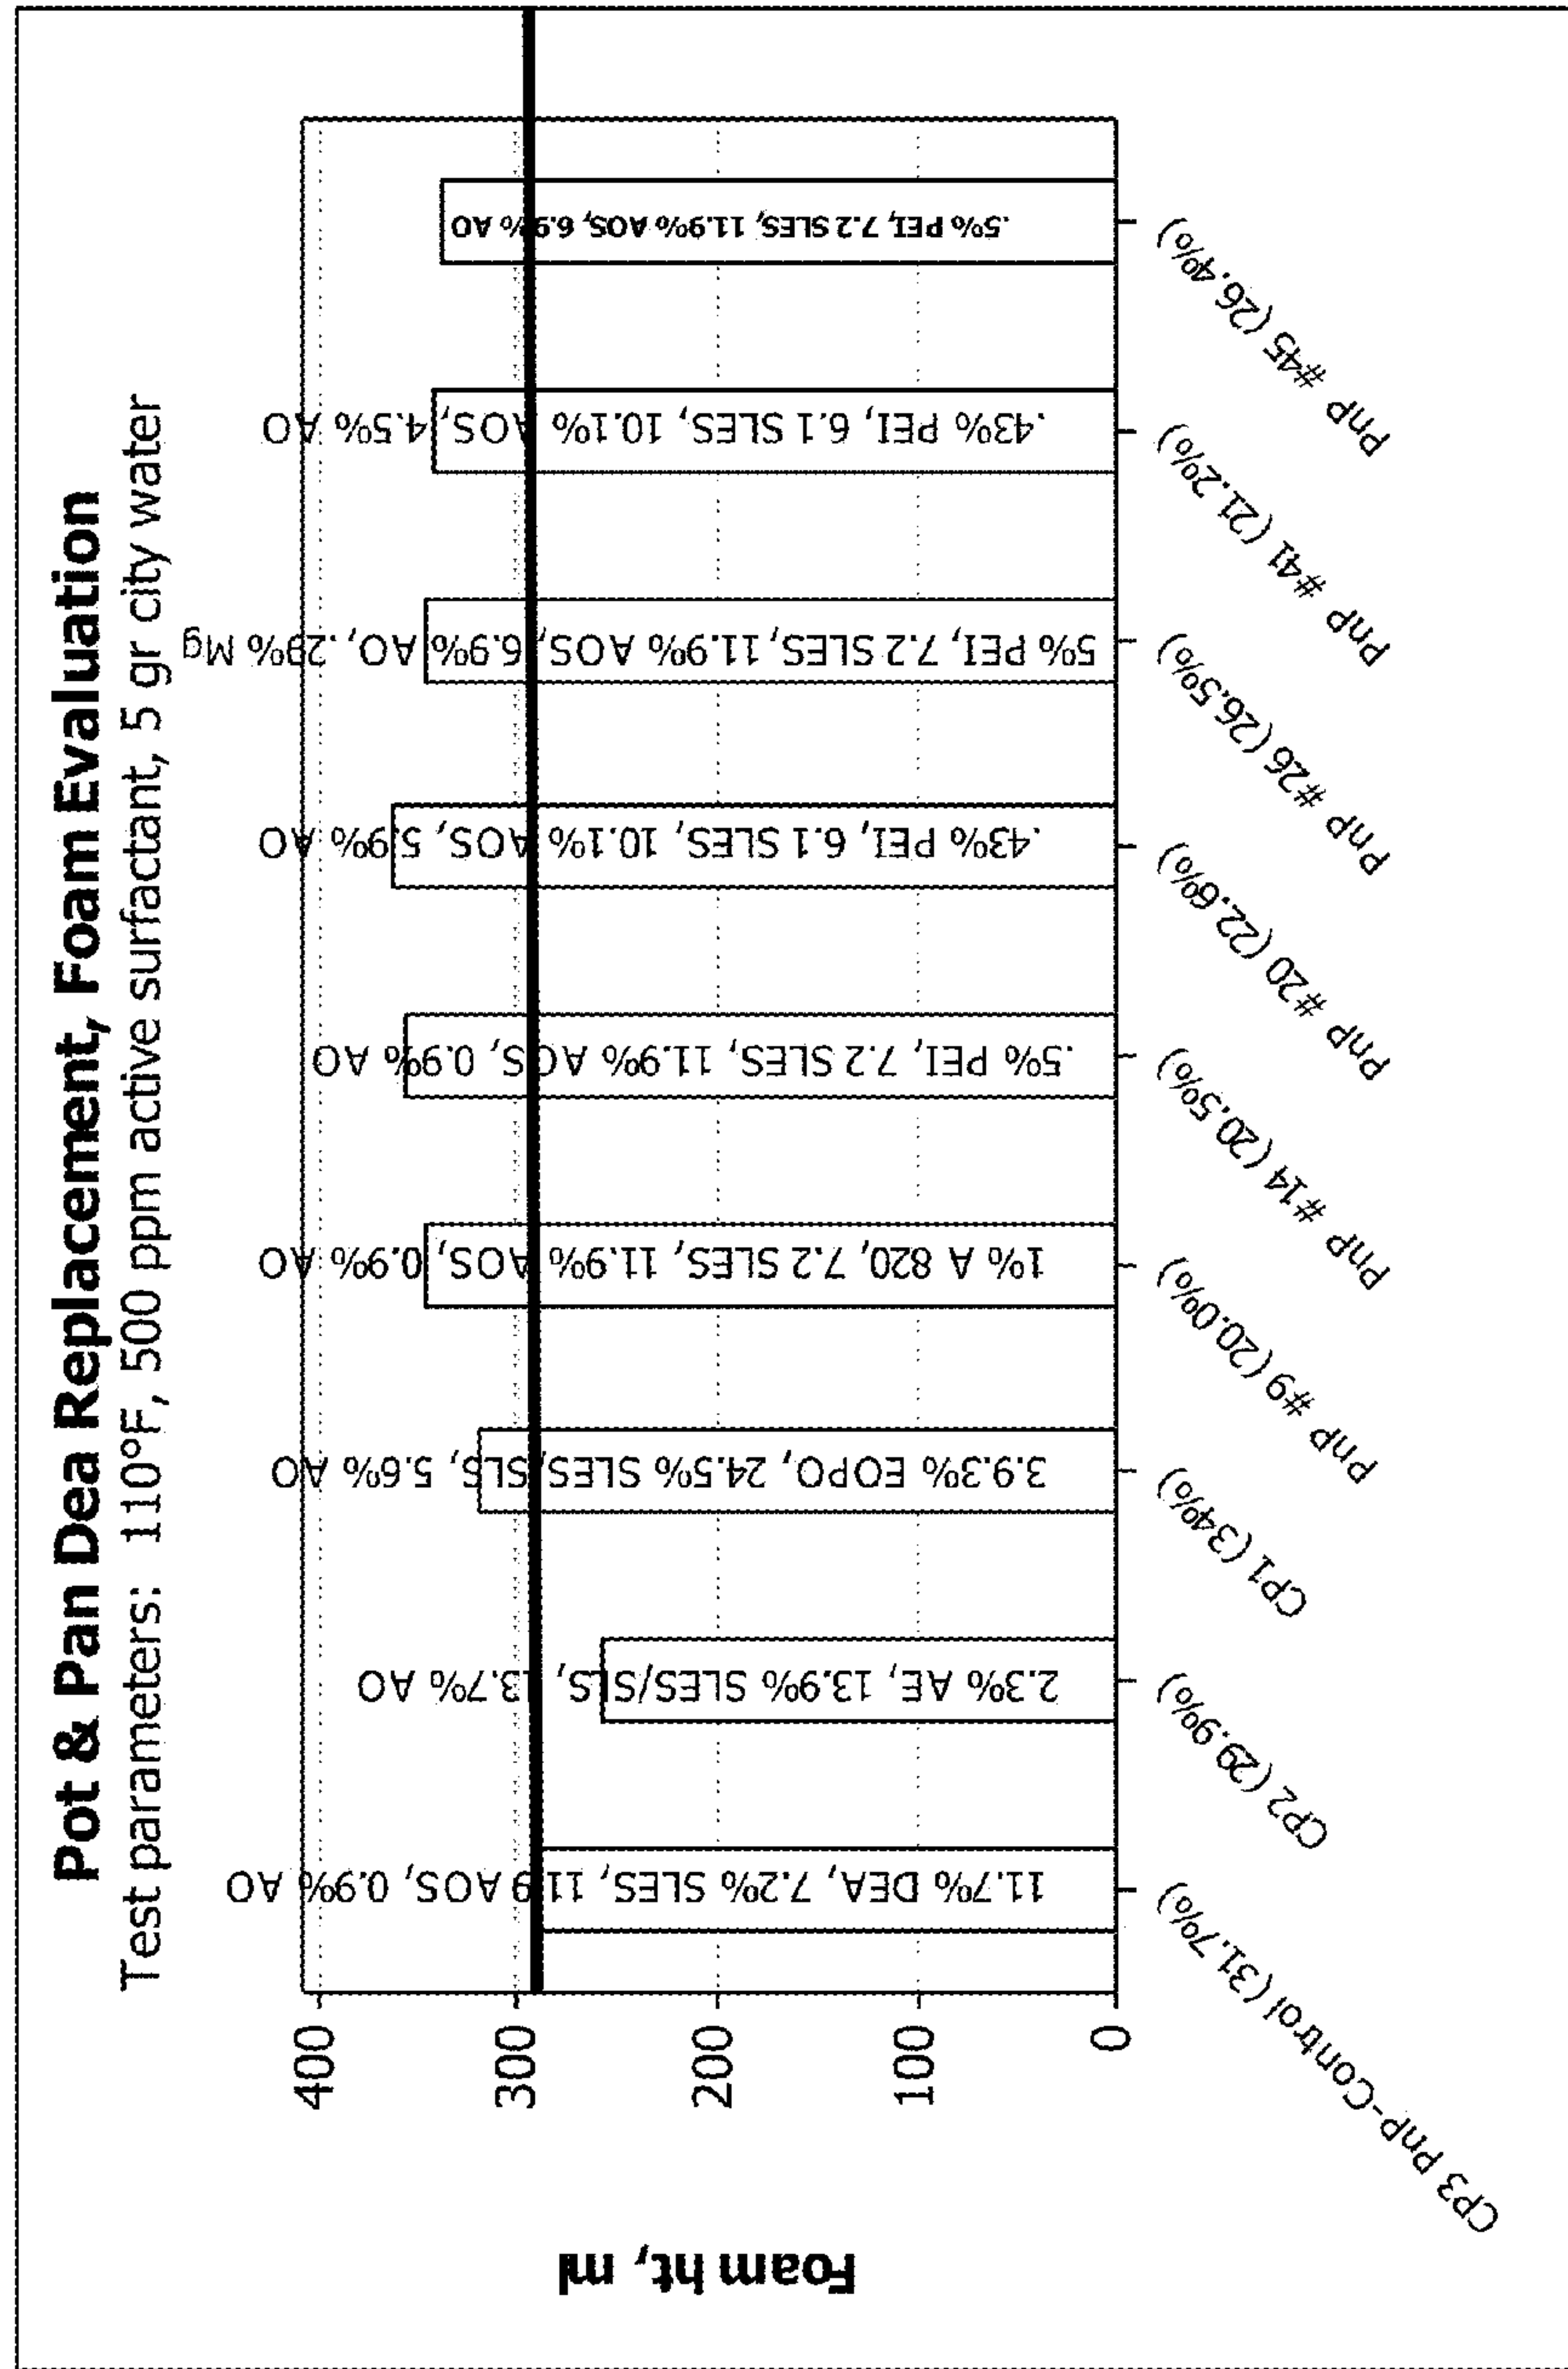 Pot & Pan Dea Replacement, Foam Evaluation
Test parameters: 110°F, 500 ppm active surfactant, 5 gr city water
Foam ht, ml
400
300
200
100
0
11.7% DEA, 7.2% SLES, 11.9 AOS, 0.9% AO
2.3% AE, 13.9% SLES/SLS, 13.7% AO
3.9.3% EOPO, 24.5% SLES/SLS, 5.6% AO
1% A 820, 7.2 SLES, 11.9% AOS, 0.9% AO
.5% PEI, 7.2 SLES, 11.9% AOS, 0.9% AO
.43% PEI, 6.1 SLES, 10.1% AOS, 5.9% AO
5% PEI, 7.2 SLES, 11.9% AOS, 6.9% AO, .28% Mg
.43% PEI, 6.1 SLES, 10.1% AOS, 4.5% AO
.5% PEI, 7.2 SLES, 11.9% AOS, 6.9% AO
CP3 PnP-Control (31.7%)
CP2 (29.9%)
CP1 (34%)
PnP #9 (20.0%)
PnP #14 (20.5%)
PnP #20 (22.6%)
PnP #26 (26.5%)
PnP #41 (21.2%)
PnP #45 (26.4%)